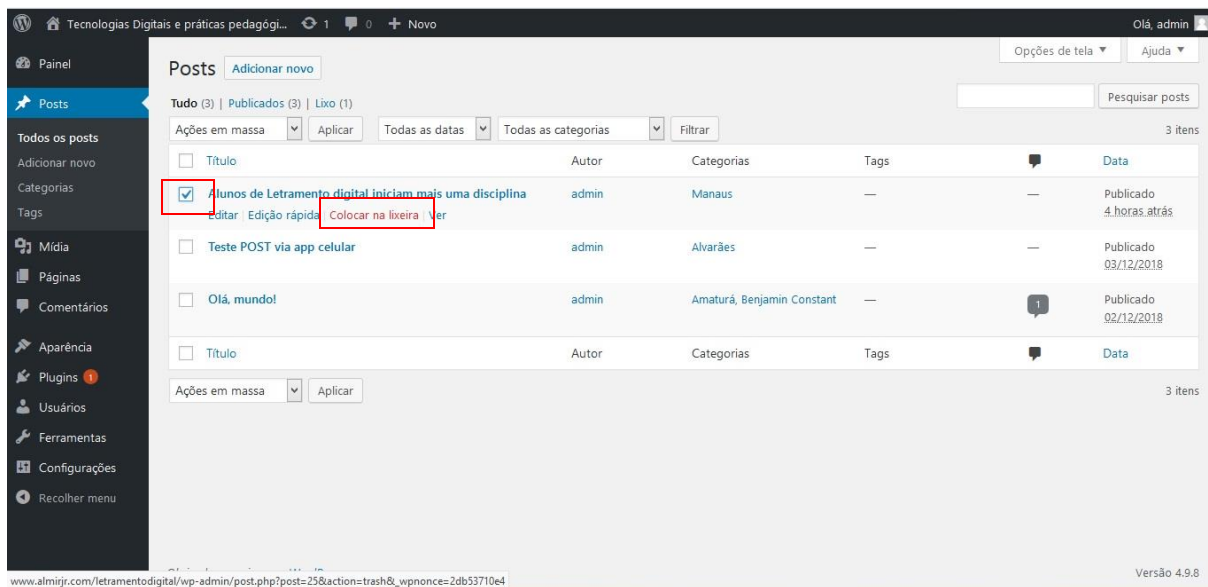 Tecnologias Digitais e práticas pedagógi... 1 0 + Novo Olá, admin
Opções de tela ▼ Ajuda ▼
Painel
Posts Adicionar novo
Posts
Tudo (3) | Publicados (3) | Lixo (1) Pesquisar posts
Todos os posts
Ações em massa Aplicar Todas as datas Todas as categorias Filtrar 3 itens
Adicionar novo
Título Autor Categorias Tags Data
Categorias
Alunos de Letramento digital iniciam mais uma disciplina admin Manaus — — Publicado
4 horas atrás
Editar | Edição rápida | Colocar na lixeira | Ver
Tags
Mídia
Teste POST via app celular admin Alvarães — — Publicado
03/12/2018
Páginas
Comentários
Olá, mundo! admin Amaturá, Benjamin Constant — 1 Publicado
02/12/2018
Aparência
Título Autor Categorias Tags Data
Plugins 1
Ações em massa Aplicar 3 itens
Usuários
Ferramentas
Configurações
Recolher menu
Versão 4.9.8
www.almirjr.com/letramentodigital/wp-admin/post.php?post=25&action=trash&_wpnonce=2db53710e4